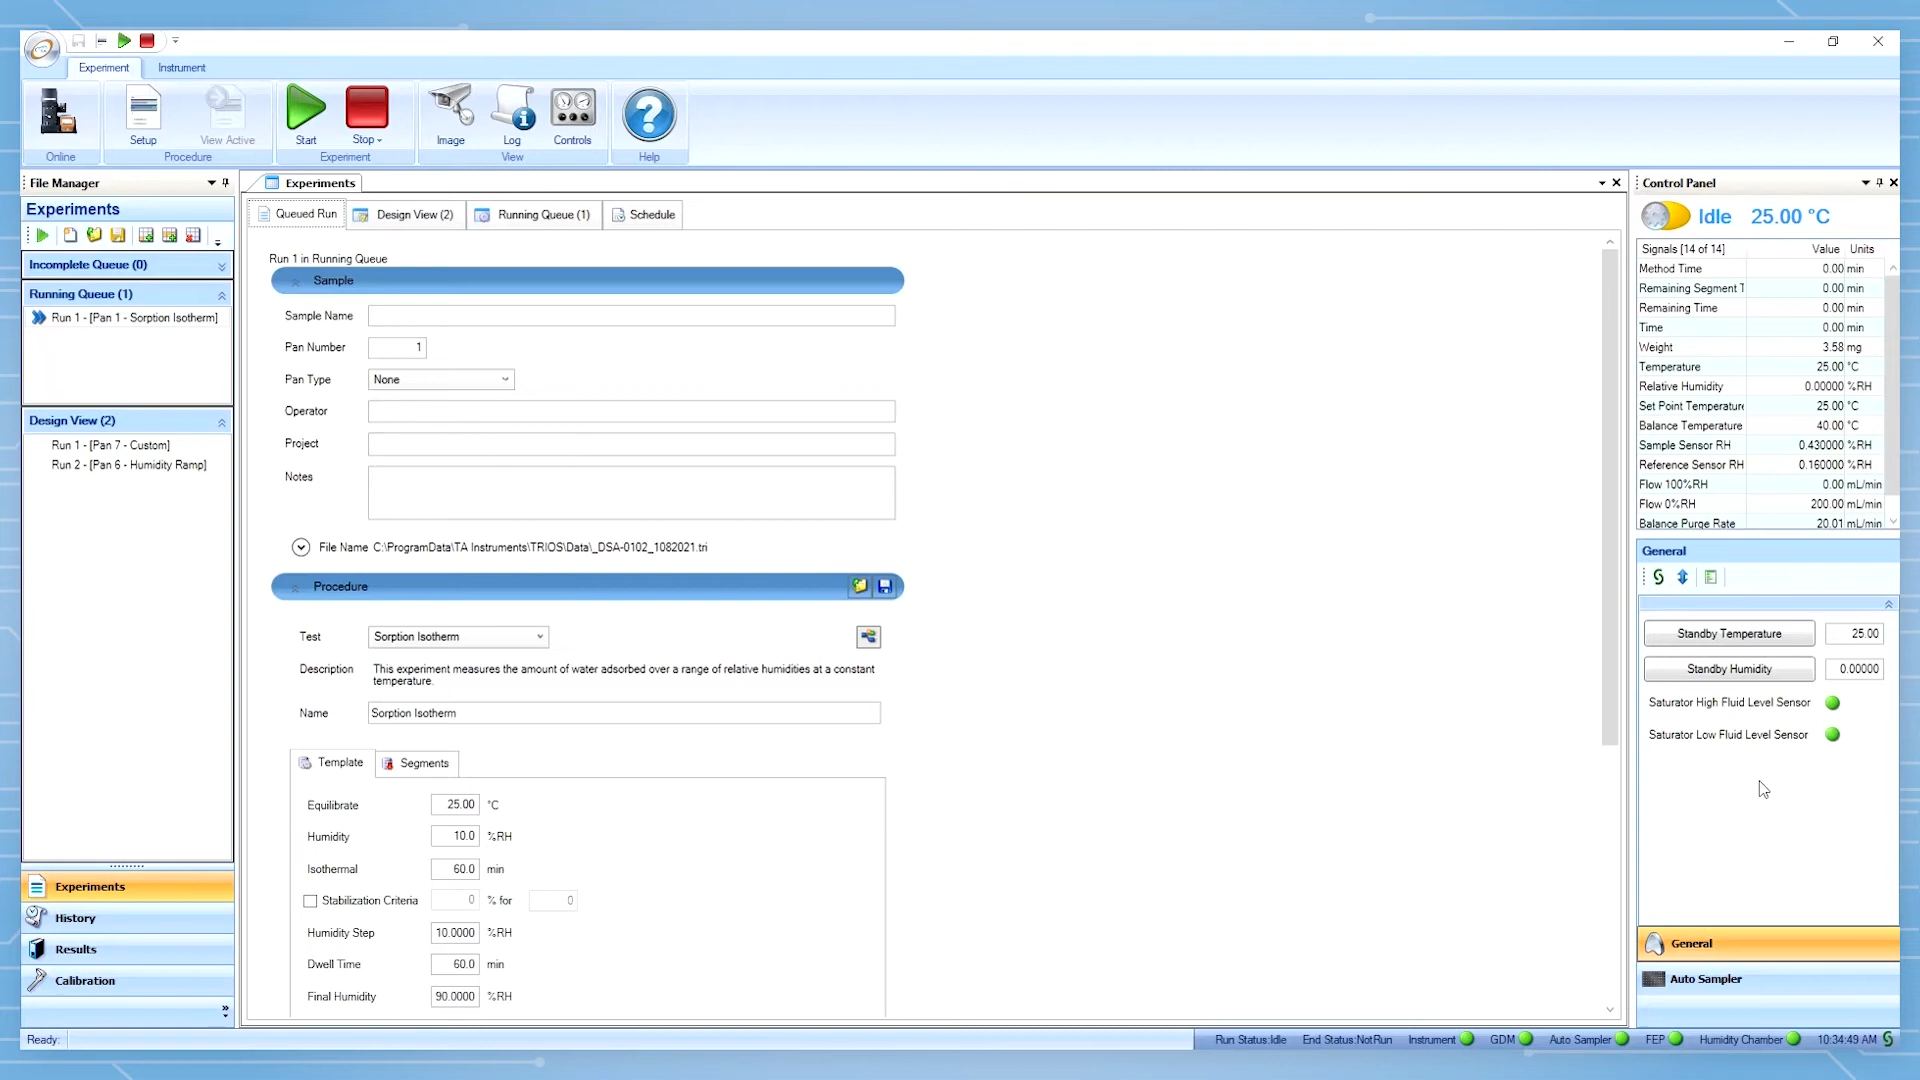 Experiment
Instrument
Setup
View Active
Start
Stop
Image
Log
Controls
Online
Procedure
Experiment
View
Help
File Manager
Experiments
Incomplete Queue (0)
Running Queue (1)
Run 1 - [Pan 1 - Sorption Isotherm]
Design View (2)
Run 1 - [Pan 7 - Custom]
Run 2 - [Pan 6 - Humidity Ramp]
Experiments
History
Results
Calibration
Experiments
Queued Run
Design View (2)
Running Queue (1)
Schedule
Run 1 in Running Queue
Sample
Sample Name
Pan Number 1
Pan Type None
Operator
Project
Notes
File Name C:\ProgramData\TA Instruments\TRIOS\Data\_DSA-0102_1082021.tri
Procedure
Test Sorption Isotherm
Description This experiment measures the amount of water adsorbed over a range of relative humidities at a constant
temperature.
Name Sorption Isotherm
Template
Segments
Equilibrate 25.00 °C
Humidity 10.0 %RH
Isothermal 60.0 min
Stabilization Criteria 0 % for 0
Humidity Step 10.0000 %RH
Dwell Time 60.0 min
Final Humidity 90.0000 %RH
Control Panel
Idle 25.00 °C
Signals [14 of 14] Value Units
Method Time 0.00 min
Remaining Segment T 0.00 min
Remaining Time 0.00 min
Time 0.00 min
Weight 3.58 mg
Temperature 25.00 °C
Relative Humidity 0.00000 %RH
Set Point Temperature 25.00 °C
Balance Temperature 40.00 °C
Sample Sensor RH 0.430000 %RH
Reference Sensor RH 0.160000 %RH
Flow 100%RH 0.00 mL/min
Flow 0%RH 200.00 mL/min
Balance Purge Rate 20.01 mL/min
General
Standby Temperature 25.00
Standby Humidity 0.00000
Saturator High Fluid Level Sensor
Saturator Low Fluid Level Sensor
General
Auto Sampler
Ready:
Run Status:Idle End Status:NotRun Instrument GDM Auto Sampler FEP Humidity Chamber 10:34:49 AM